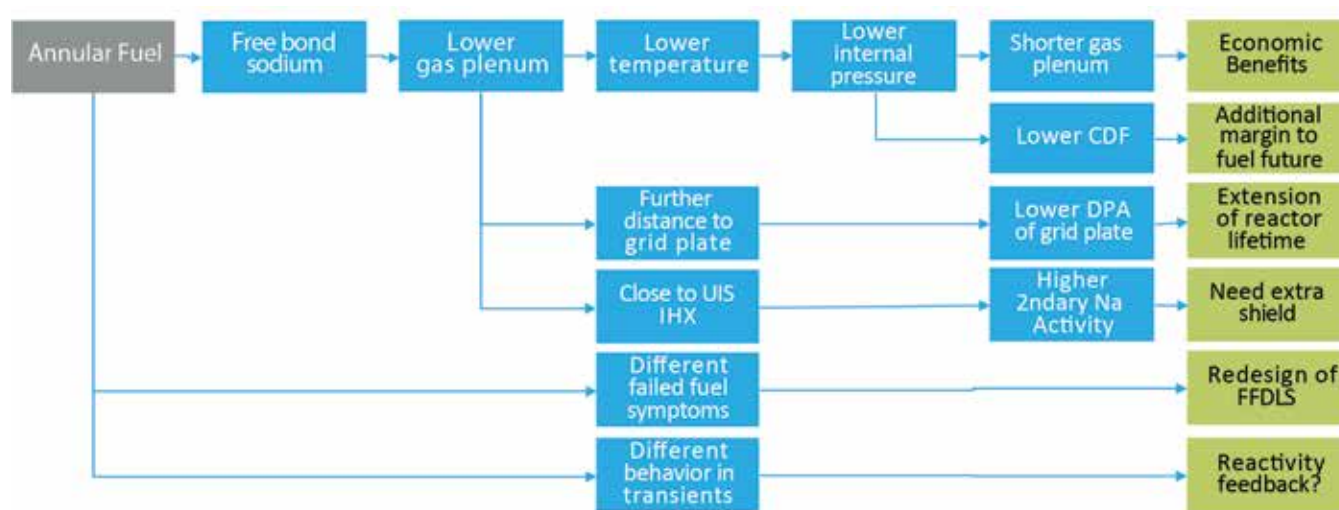 Annular Fuel
Free bond
sodium
Lower
gas plenum
Lower
temperature
Lower
internal
pressure
Shorter gas
plenum
Economic
Benefits
Lower CDF
Additional
margin to
fuel future
Further
distance to
grid plate
Lower DPA
of grid plate
Extension
of reactor
lifetime
Close to UIS
IHX
Higher
2ndary Na
Activity
Need extra
shield
Different
failed fuel
symptoms
Redesign of
FFDLS
Different
behavior in
transients
Reactivity
feedback?